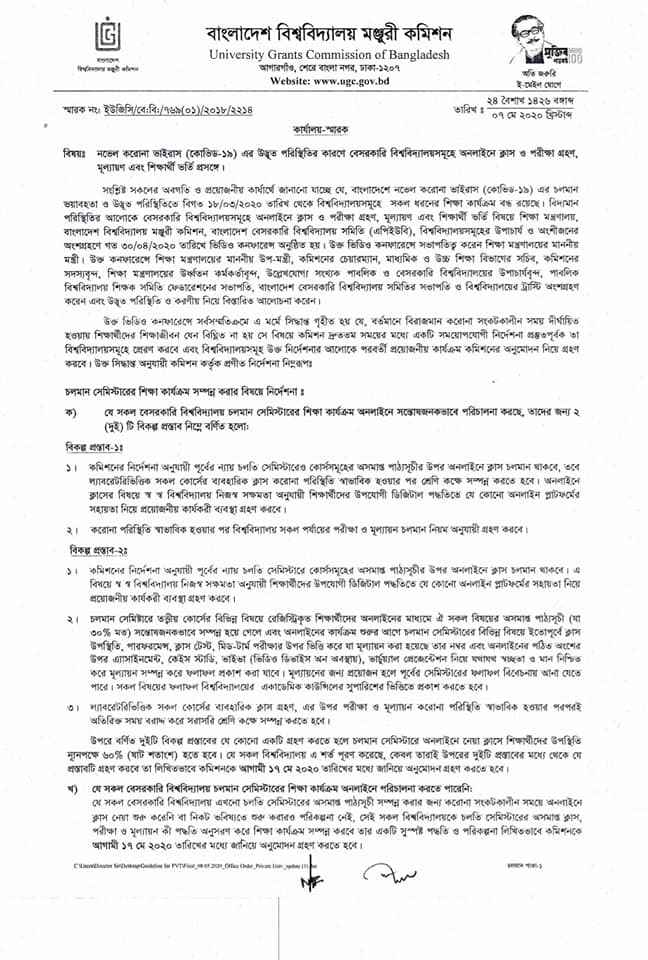 বাংলাদেশ বিশ্ববিদ্যালয় মঞ্জুরী কমিশন
University Grants Commission of Bangladesh
আগারগাঁও, শেরে বাংলা নগর, ঢাকা-১২০৭
Website: www.ugc.gov.bd
বাংলাদেশ
বিশ্ববিদ্যালয় মঞ্জুরী কমিশন
মুজিব
100
অতি জরুরি
ই-মেইল যোগে
স্মারক নং: ইউজিসি/বে:বি:/৭৬৯(০১)/২০১৮/২২১৪
তারিখ ঃ ২৪ বৈশাখ ১৪২৬ বঙ্গাব্দ
০৭ মে ২০২০ খ্রিস্টাব্দ
কার্যালয়-স্মারক
বিষয়ঃ নভেল করোনা ভাইরাস (কোভিড-১৯) এর উদ্ভূত পরিস্থিতির কারণে বেসরকারি বিশ্ববিদ্যালয়সমূহে অনলাইনে ক্লাস ও পরীক্ষা গ্রহণ,
মূল্যায়ণ এবং শিক্ষার্থী ভর্তি প্রসঙ্গে।
সংশ্লিষ্ট সকলের অবগতি ও প্রয়োজনীয় কার্যার্থে জানানো যাচ্ছে যে, বাংলাদেশে নভেল করোনা ভাইরাস (কোভিড-১৯) এর চলমান
ভয়াবহতা ও উদ্ভূত পরিস্থিতিতে বিগত ১৮/০৩/২০২০ তারিখ থেকে বিশ্ববিদ্যালয়সমূহে সকল ধরনের শিক্ষা কার্যক্রম বন্ধ রয়েছে। বিদ্যমান
পরিস্থিতির আলোকে বেসরকারি বিশ্ববিদ্যালয়সমূহে অনলাইনে ক্লাস ও পরীক্ষা গ্রহণ, মূল্যায়ণ এবং শিক্ষার্থী ভর্তি বিষয়ে শিক্ষা মন্ত্রণালয়,
বাংলাদেশ বিশ্ববিদ্যালয় মঞ্জুরী কমিশন, বাংলাদেশ বেসরকারি বিশ্ববিদ্যালয় সমিতি (এপিইউবি), বিশ্ববিদ্যালয়সমূহের উপাচার্য ও অংশীজনের
অংশগ্রহণে গত ৩০/০৪/২০২০ তারিখে ভিডিও কনফারেন্স অনুষ্ঠিত হয়। উক্ত ভিডিও কনফারেন্সে সভাপতিত্ব করেন শিক্ষা মন্ত্রণালয়ের মাননীয়
মন্ত্রী। উক্ত কনফারেন্সে শিক্ষা মন্ত্রণালয়ের মাননীয় উপ-মন্ত্রী, কমিশনের চেয়ারম্যান, মাধ্যমিক ও উচ্চ শিক্ষা বিভাগের সচিব, কমিশনের
সদস্যবৃন্দ, শিক্ষা মন্ত্রণালয়ের উর্ধ্বতন কর্মকর্তাবৃন্দ, উল্লেখযোগ্য সংখ্যক পাবলিক ও বেসরকারি বিশ্ববিদ্যালয়ের উপাচার্যবৃন্দ, পাবলিক
বিশ্ববিদ্যালয় শিক্ষক সমিতি ফেডারেশনের সভাপতি, বাংলাদেশ বেসরকারি বিশ্ববিদ্যালয় সমিতির সভাপতি ও বিশ্ববিদ্যালয়ের ট্রাস্টি অংশগ্রহণ
করেন এবং উদ্ভূত পরিস্থিতি ও করণীয় নিয়ে বিস্তারিত আলোচনা করেন।
উক্ত ভিডিও কনফারেন্সে সর্বসম্মতিক্রমে এ মর্মে সিদ্ধান্ত গৃহীত হয় যে, বর্তমানে বিরাজমান করোনা সংকটকালীন সময় দীর্ঘায়িত
হওয়ায় শিক্ষার্থীদের শিক্ষাজীবন যেন বিঘ্নিত না হয় সে বিষয়ে কমিশন দ্রুততম সময়ের মধ্যে একটি সময়োপযোগী নির্দেশনা প্রস্তুতপূর্বক তা
বিশ্ববিদ্যালয়সমূহে প্রেরণ করবে এবং বিশ্ববিদ্যালয়সমূহ উক্ত নির্দেশনার আলোকে পরবর্তী প্রয়োজনীয় কার্যক্রম কমিশনের অনুমোদন নিয়ে গ্রহণ
করবে। উক্ত সিদ্ধান্ত অনুযায়ী কমিশন কর্তৃক প্রণীত নির্দেশনা নিম্নরূপঃ
চলমান সেমিস্টারের শিক্ষা কার্যক্রম সম্পন্ন করার বিষয়ে নির্দেশনা ঃ
ক) যে সকল বেসরকারি বিশ্ববিদ্যালয় চলমান সেমিস্টারের শিক্ষা কার্যক্রম অনলাইনে সন্তোষজনকভাবে পরিচালনা করছে, তাদের জন্য ২
(দুই) টি বিকল্প প্রস্তাব নিম্নে বর্ণিত হলো:
বিকল্প প্রস্তাব-১ঃ
১। কমিশনের নির্দেশনা অনুযায়ী পূর্বের ন্যায় চলতি সেমিস্টারেও কোর্সসমূহের অসমাপ্ত পাঠ্যসূচীর উপর অনলাইনে ক্লাস চলমান থাকবে, তবে
ল্যাবরেটরিভিত্তিক সকল কোর্সের ব্যবহারিক ক্লাস করোনা পরিস্থিতি স্বাভাবিক হওয়ার পর শ্রেণি কক্ষে সম্পন্ন করতে হবে। অনলাইনে
ক্লাসের বিষয়ে স্ব স্ব বিশ্ববিদ্যালয় নিজস্ব সক্ষমতা অনুযায়ী শিক্ষার্থীদের উপযোগী ডিজিটাল পদ্ধতিতে যে কোনো অনলাইন প্লাটফর্মের
সহায়তা নিয়ে প্রয়োজনীয় কার্যকরী ব্যবস্থা গ্রহণ করবে।
২। করোনা পরিস্থিতি স্বাভাবিক হওয়ার পর বিশ্ববিদ্যালয় সকল পর্যায়ের পরীক্ষা ও মূল্যায়ন চলমান নিয়ম অনুযায়ী গ্রহণ করবে।
বিকল্প প্রস্তাব-২ঃ
১। কমিশনের নির্দেশনা অনুযায়ী পূর্বের ন্যায় চলতি সেমিস্টারে কোর্সসমূহের অসমাপ্ত পাঠ্যসূচীর উপর অনলাইনে ক্লাস চলমান থাকবে। এ
বিষয়ে স্ব স্ব বিশ্ববিদ্যালয় নিজস্ব সক্ষমতা অনুযায়ী শিক্ষার্থীদের উপযোগী ডিজিটাল পদ্ধতিতে যে কোনো অনলাইন প্লাটফর্মের সহায়তা নিয়ে
প্রয়োজনীয় কার্যকরী ব্যবস্থা গ্রহণ করবে।
২। চলমান সেমিষ্টারে তত্ত্বীয় কোর্সের বিভিন্ন বিষয়ে রেজিস্ট্রিকৃত শিক্ষার্থীদের অনলাইনের মাধ্যমে ঐ সকল বিষয়ের অসমাপ্ত পাঠ্যসূচী (যা
৩০% মত) সন্তোষজনকভাবে সম্পন্ন হয়ে গেলে এবং অনলাইনের কার্যক্রম শুরুর আগে চলমান সেমিস্টারের বিভিন্ন বিষয়ে ইতোপূর্বে ক্লাস
উপস্থিতি, পারফরমেন্স, ক্লাস টেস্ট, মিড-টার্ম পরীক্ষার উপর ভিত্তি করে যা মূল্যায়ন করা হয়েছে তার নম্বর এবং অনলাইনের পঠিত অংশের
উপর এ্যাসাইনমেন্ট, কেইস স্টাডি, ভাইভা (ভিডিও ডিভাইস অন অবস্থায়), ভার্চুয়্যাল প্রেজেন্টেশন নিয়ে যথাযথ স্বচ্ছতা ও মান নিশ্চিত
করে মূল্যায়ন সম্পন্ন করে ফলাফল প্রকাশ করা যাবে। মূল্যায়নের জন্য প্রয়োজন হলে পূর্বের সেমিস্টারের ফলাফল বিবেচনায় আনা যেতে
পারে। সকল বিষয়ের ফলাফল বিশ্ববিদ্যালয়ের একাডেমিক কাউন্সিলের সুপারিশের ভিত্তিতে প্রকাশ করতে হবে।
৩। ল্যাবরেটরিভিত্তিক সকল কোর্সের ব্যবহারিক ক্লাস গ্রহণ, এর উপর পরীক্ষা ও মূল্যায়ন করোনা পরিস্থিতি স্বাভাবিক হওয়ার পরপরই
অতিরিক্ত সময় বরাদ্দ করে সরাসরি শ্রেণি কক্ষে সম্পন্ন করতে হবে।
উপরে বর্ণিত দুইটি বিকল্প প্রস্তাবের যে কোনো একটি গ্রহণ করতে হলে চলমান সেমিস্টারে অনলাইনে নেয়া ক্লাসে শিক্ষার্থীদের উপস্থিতি
ন্যূনপক্ষে ৬০% (ষাট শতাংশ) হতে হবে। যে সকল বিশ্ববিদ্যালয় এ শর্ত পূরণ করেছে, কেবল তারাই উপরের দুইটি প্রস্তাবের মধ্যে থেকে যে
প্রস্তাবটি গ্রহণ করবে তা লিখিতভাবে কমিশনকে আগামী ১৭ মে ২০২০ তারিখের মধ্যে জানিয়ে অনুমোদন গ্রহণ করতে হবে।
খ) যে সকল বেসরকারি বিশ্ববিদ্যালয় চলমান সেমিস্টারের শিক্ষা কার্যক্রম অনলাইনে পরিচালনা করতে পারেনি:
যে সকল বেসরকারি বিশ্ববিদ্যালয় এখনো চলতি সেমিস্টারের অসমাপ্ত পাঠ্যসূচী সম্পন্ন করার জন্য করোনা সংকটকালীন সময়ে অনলাইনে
ক্লাস নেয়া শুরু করেনি বা নিকট ভবিষ্যতে শুরু করারও পরিকল্পনা নেই, সেই সকল বিশ্ববিদ্যালয়কে চলতি সেমিস্টারের অসমাপ্ত ক্লাস,
পরীক্ষা ও মূল্যায়ন কী পদ্ধতি অনুসরণ করে শিক্ষা কার্যক্রম সম্পন্ন করবে তার একটি সুস্পষ্ট পদ্ধতি ও পরিকল্পনা লিখিতভাবে কমিশনকে
আগামী ১৭ মে ২০২০ তারিখের মধ্যে জানিয়ে অনুমোদন গ্রহণ করতে হবে।
C:\Users\Director Sir\Desktop\Guideline for PVT\Final_08.05.2020_Office Order_Private Univ_update (1).doc
চলমান পাতা-১